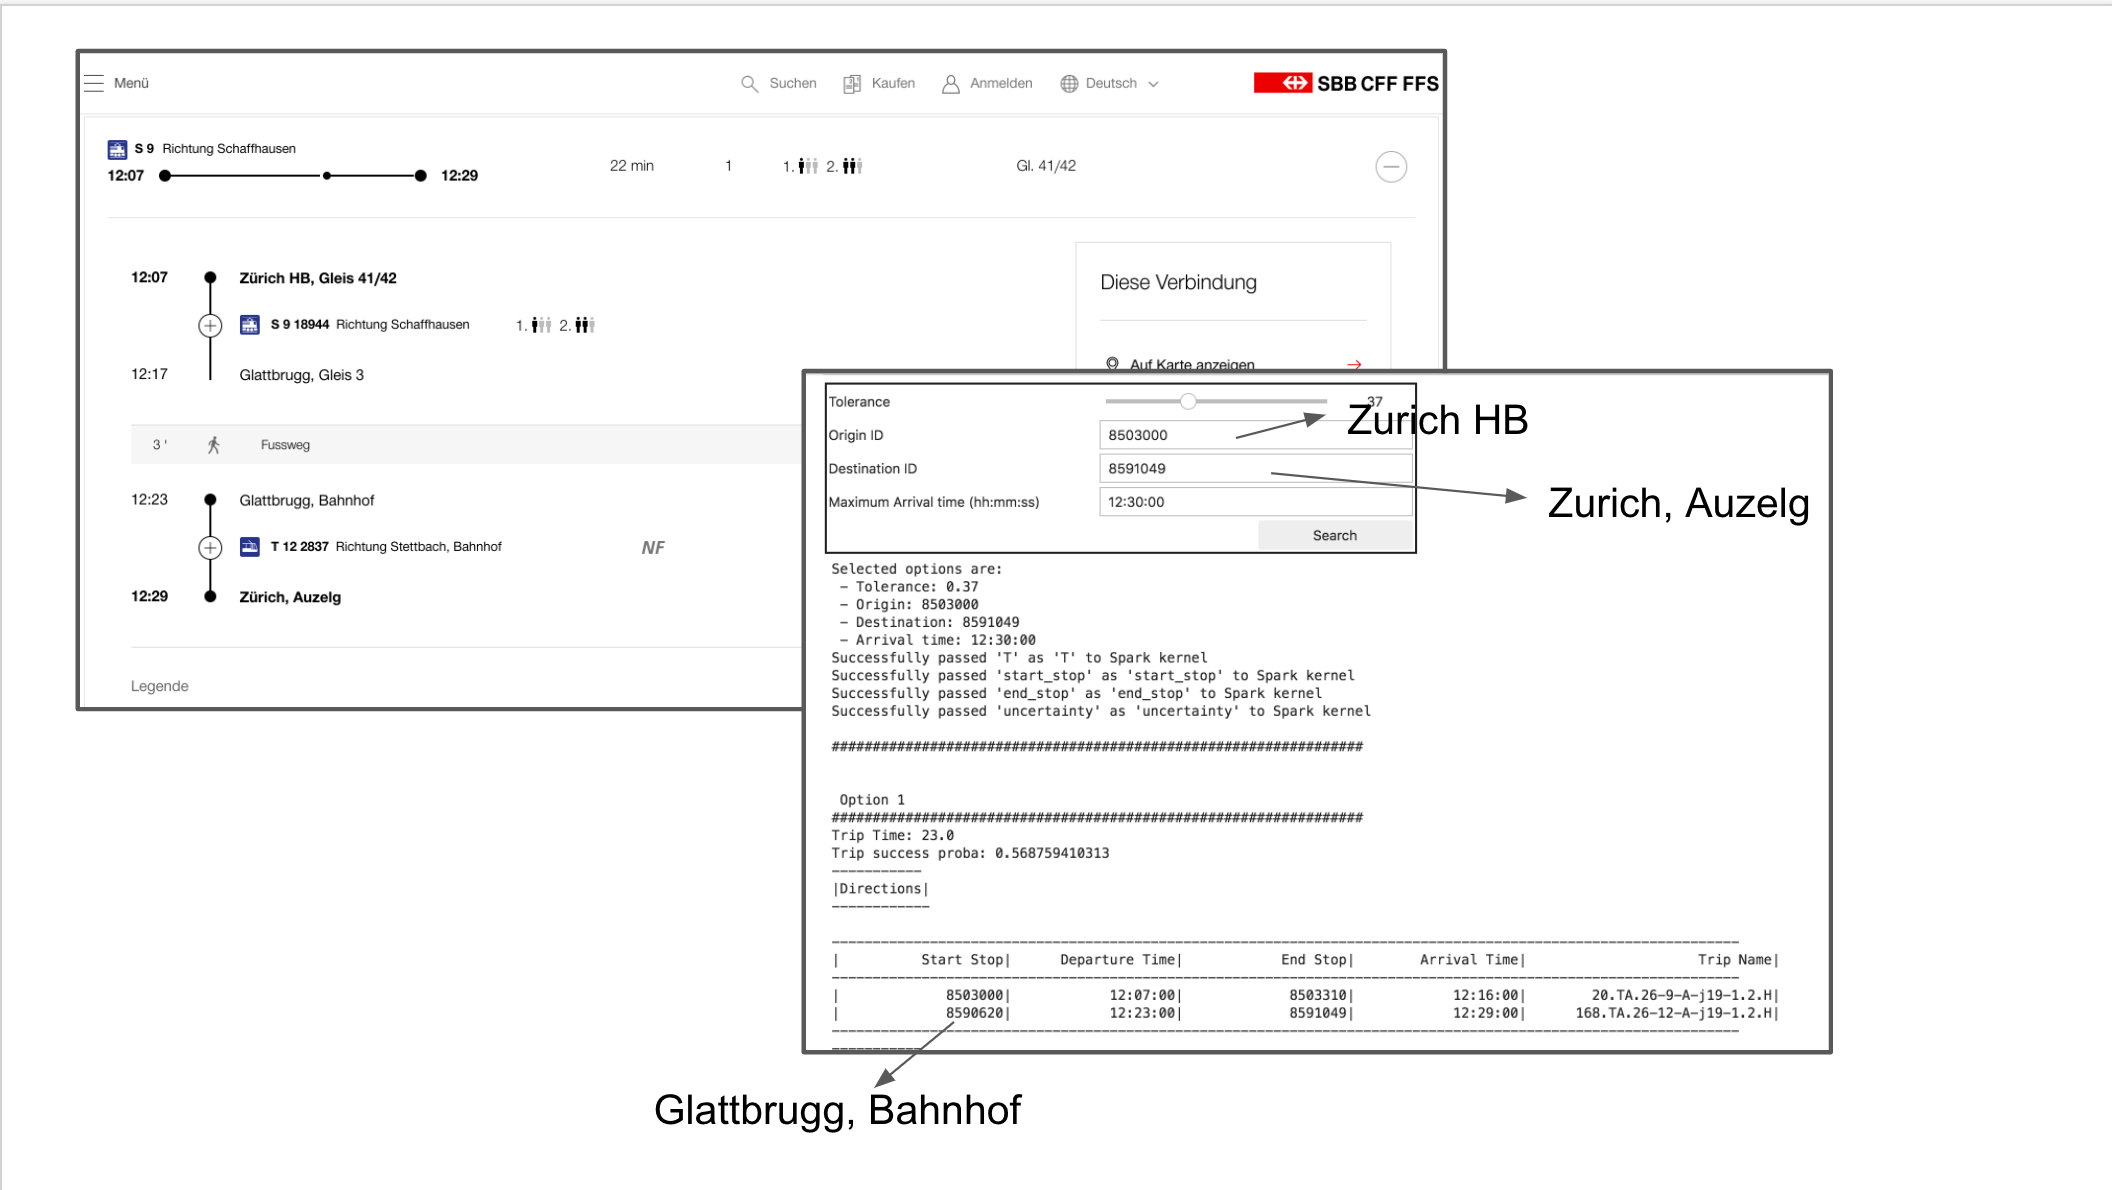 Menü Suchen Kaufen Anmelden Deutsch SBB CFF FFS
S 9 Richtung Schaffhausen
12:07 12:29 22 min 1 1. 2. Gl. 41/42
12:07 Zürich HB, Gleis 41/42
S 9 18944 Richtung Schaffhausen 1. 2.
12:17 Glattbrugg, Gleis 3
3 ' Fussweg
12:23 Glattbrugg, Bahnhof
T 12 2837 Richtung Stettbach, Bahnhof NF
12:29 Zürich, Auzelg
Legende
Diese Verbindung
Auf Karte anzeigen
Tolerance 37
Origin ID 8503000
Zurich HB
Destination ID 8591049
Zurich, Auzelg
Maximum Arrival time (hh:mm:ss) 12:30:00
Search
Selected options are:
– Tolerance: 0.37
– Origin: 8503000
– Destination: 8591049
– Arrival time: 12:30:00
Successfully passed 'T' as 'T' to Spark kernel
Successfully passed 'start_stop' as 'start_stop' to Spark kernel
Successfully passed 'end_stop' as 'end_stop' to Spark kernel
Successfully passed 'uncertainty' as 'uncertainty' to Spark kernel
#################################################################
Option 1
#################################################################
Trip Time: 23.0
Trip success proba: 0.568759410313
-----------
|Directions|
------------
| Start Stop| Departure Time| End Stop| Arrival Time| Trip Name|
| 8503000| 12:07:00| 8503310| 12:16:00| 20.TA.26-9-A-j19-1.2.H|
| 8590620| 12:23:00| 8591049| 12:29:00| 168.TA.26-12-A-j19-1.2.H|
Glattbrugg, Bahnhof